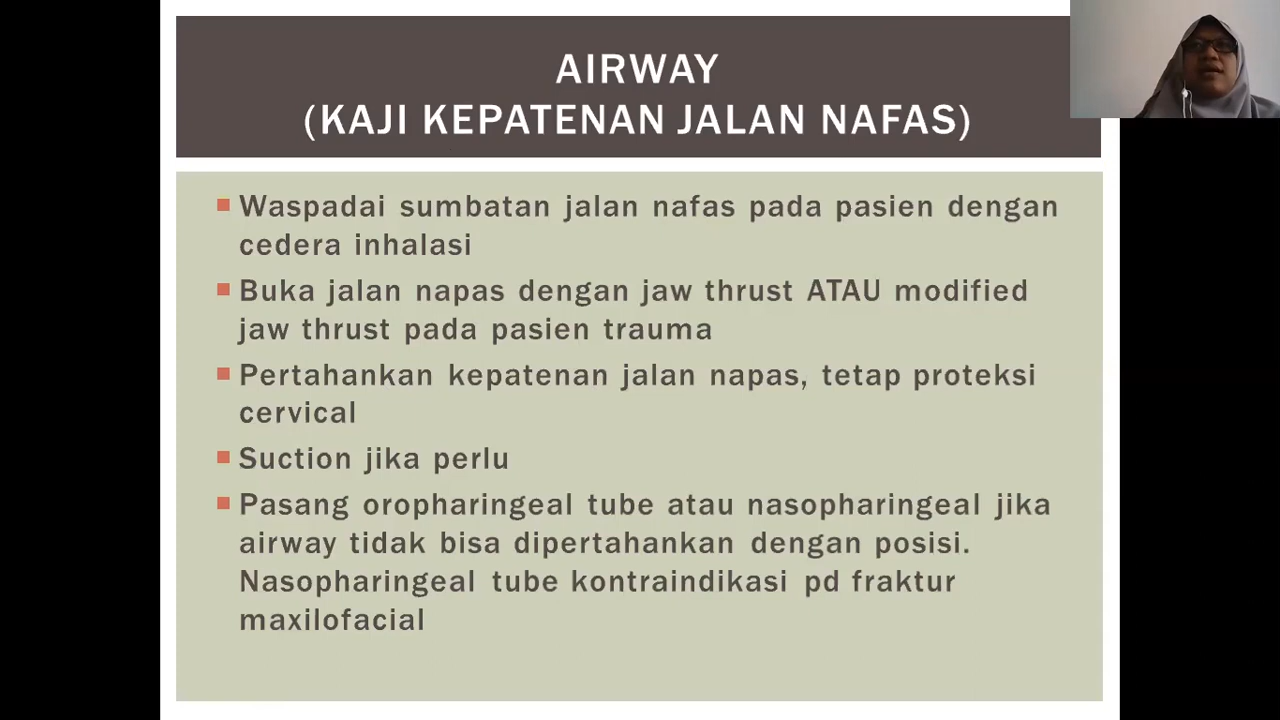 AIRWAY
(KAJI KEPATENAN JALAN NAFAS)
Waspadai sumbatan jalan nafas pada pasien dengan
cedera inhalasi
Buka jalan napas dengan jaw thrust ATAU modified
jaw thrust pada pasien trauma
Pertahankan kepatenan jalan napas, tetap proteksi
cervical
Suction jika perlu
Pasang oropharingeal tube atau nasopharingeal jika
airway tidak bisa dipertahankan dengan posisi.
Nasopharingeal tube kontraindikasi pd fraktur
maxilofacial